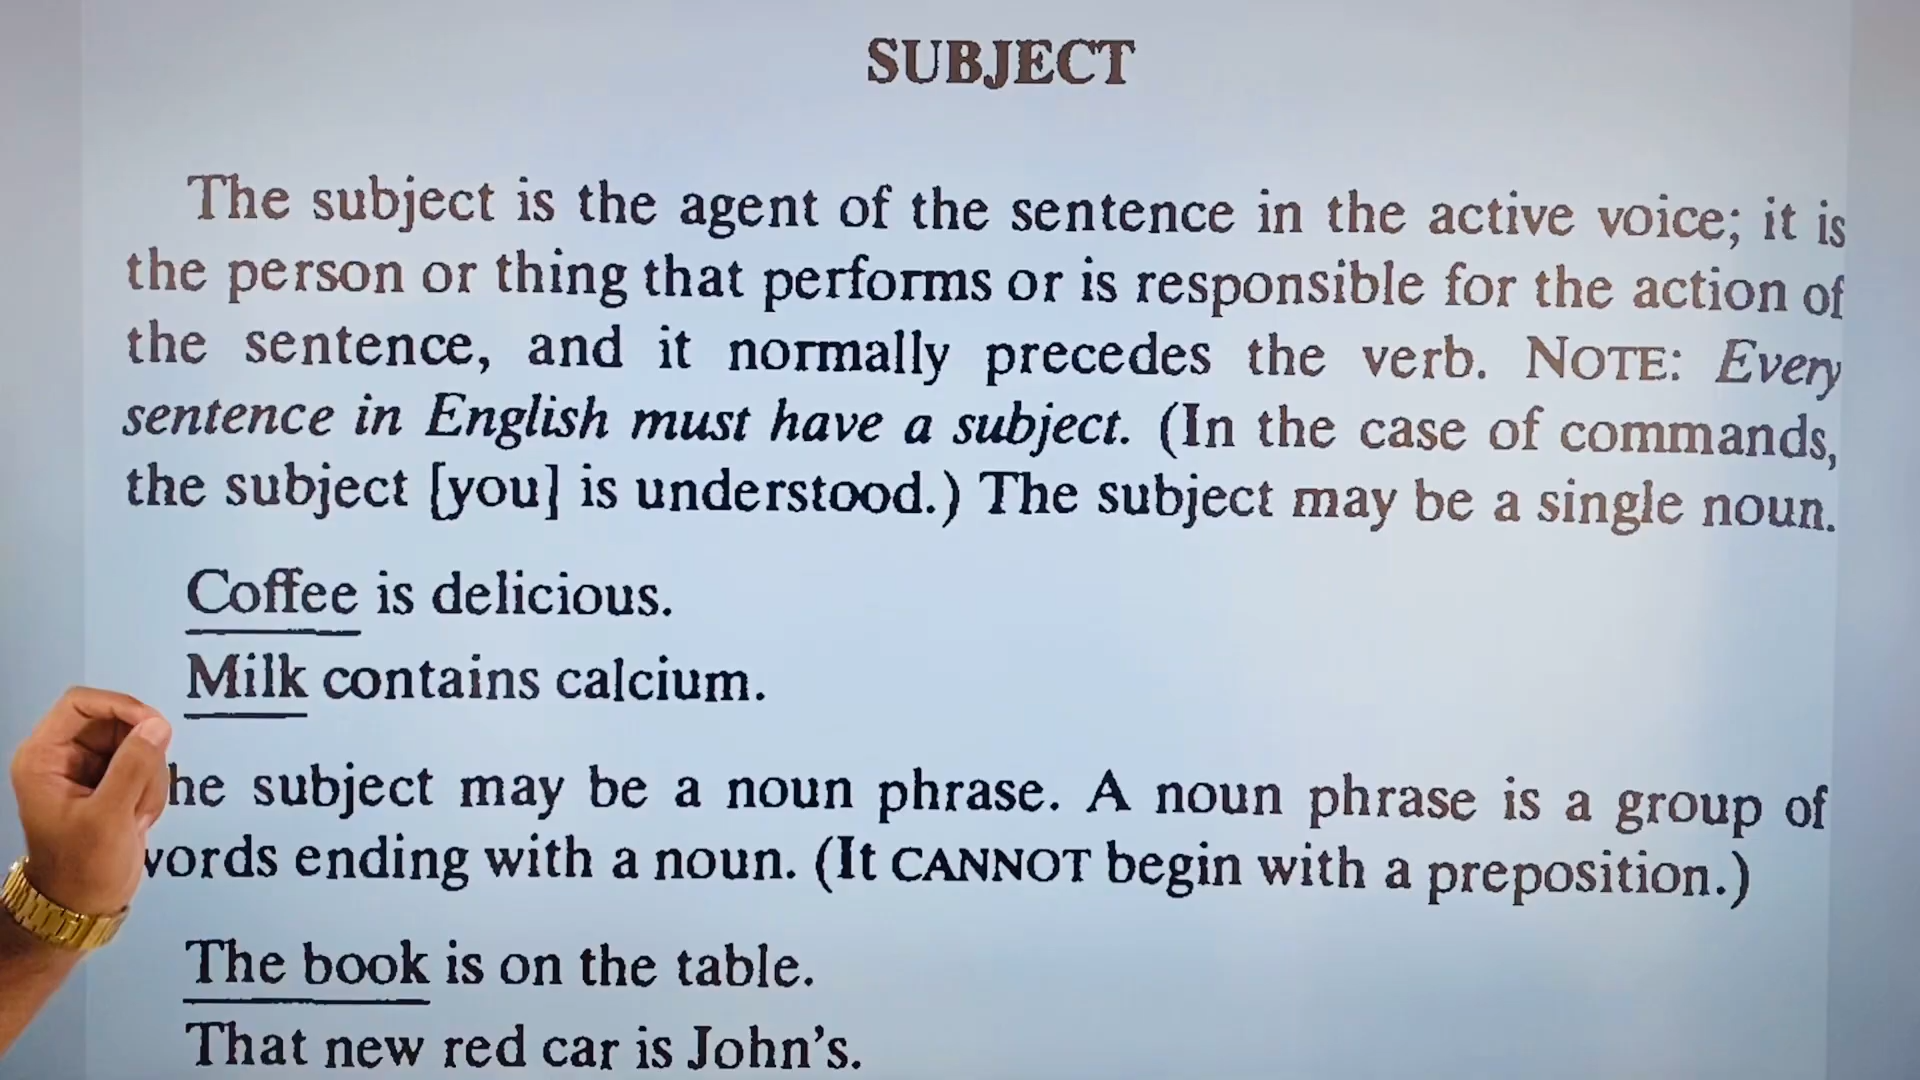 SUBJECT
The subject is the agent of the sentence in the active voice; it is
the person or thing that performs or is responsible for the action of
the sentence, and it normally precedes the verb. NOTE: Every
sentence in English must have a subject. (In the case of commands,
the subject [you] is understood.) The subject may be a single noun.
Coffee is delicious.
Milk contains calcium.
he subject may be a noun phrase. A noun phrase is a group of
words ending with a noun. (It CANNOT begin with a preposition.)
The book is on the table.
That new red car is John's.